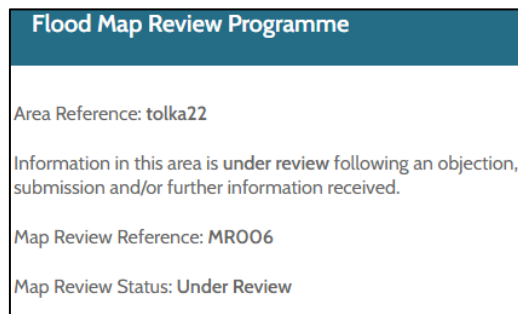 Flood Map Review Programme
Area Reference: tolka22
Information in this area is under review following an objection,
submission and/or further information received.
Map Review Reference: MR006
Map Review Status: Under Review